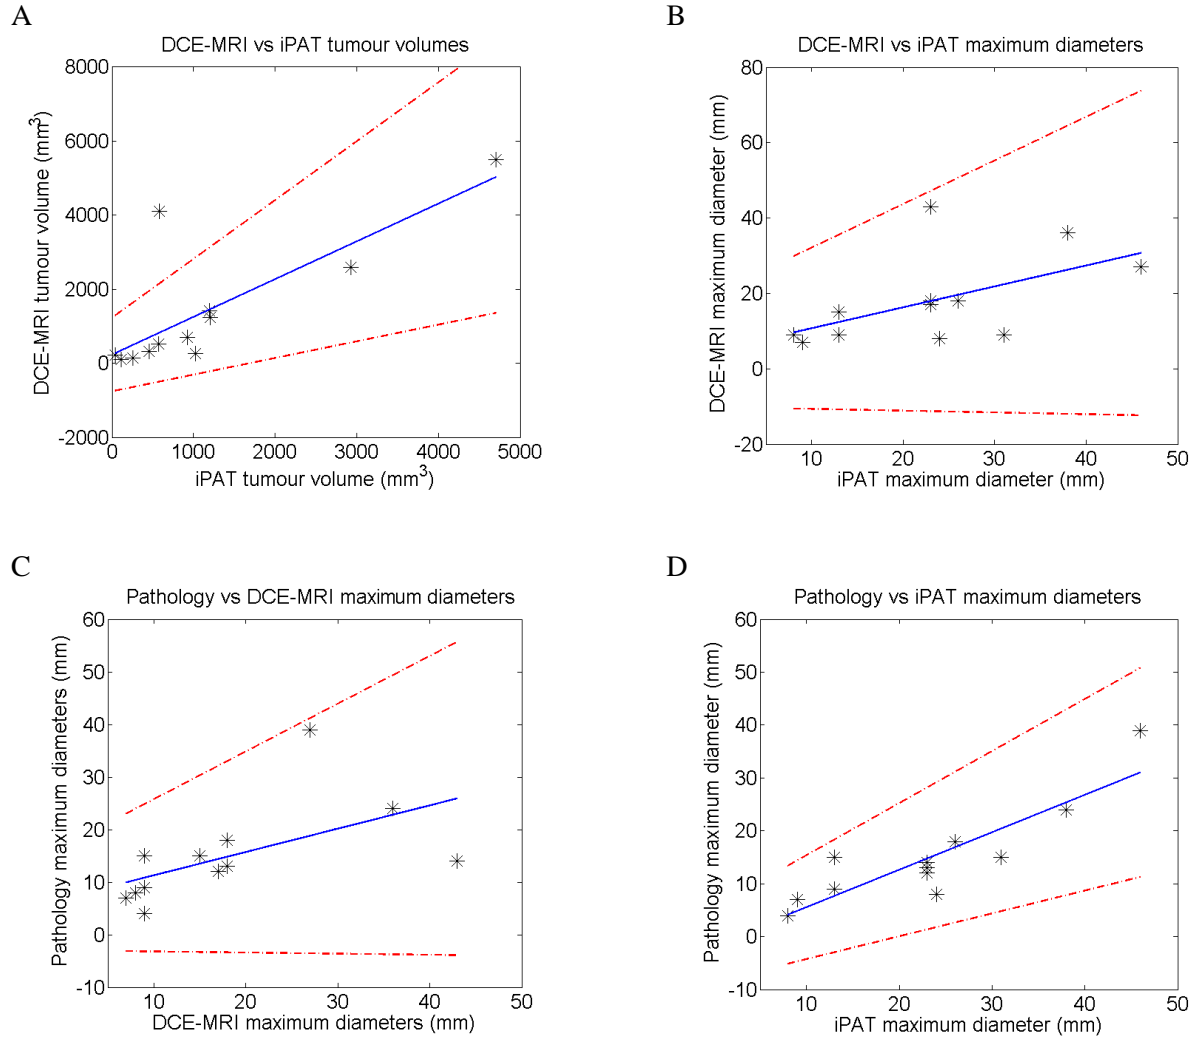 A
DCE-MRI vs iPAT tumour volumes
8000
6000
4000
2000
0
-2000
DCE-MRI tumour volume (mm³)
0 1000 2000 3000 4000 5000
iPAT tumour volume (mm³)
B
DCE-MRI vs iPAT maximum diameters
80
60
40
20
0
-20
DCE-MRI maximum diameter (mm)
10 20 30 40 50
iPAT maximum diameter (mm)
C
Pathology vs DCE-MRI maximum diameters
60
50
40
30
20
10
0
-10
Pathology maximum diameters (mm)
10 20 30 40 50
DCE-MRI maximum diameters (mm)
D
Pathology vs iPAT maximum diameters
60
50
40
30
20
10
0
-10
Pathology maximum diameter (mm)
10 20 30 40 50
iPAT maximum diameter (mm)